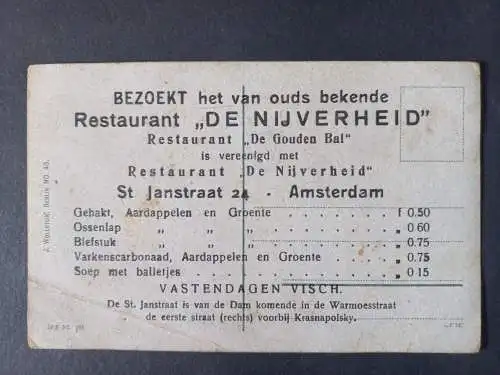 BEZOEKT het van ouds bekende
Restaurant „DE NIJVERHEID"
Restaurant „De Gouden Bal"
is vereenigd met
Restaurant „De Nijverheid"
St Janstraat 24 - Amsterdam
Gehakt, Aardappelen en Groente . . . . . . . f 0.50
Ossenlap „ „ „ . . . . . . . „ 0 60
Biefstuk „ „ „ . . . . . . . „ 0.75
Varkenscarbonaad, Aardappelen en Groente . . . . „ 0.75
Soep met balletjes . . . . . . . . . . . „ 0 15
VASTENDAGEN VISCH.
De St. Janstraat is van de Dam komende in de Warmoesstraat
de eerste straat (rechts) voorbij Krasnapolsky.